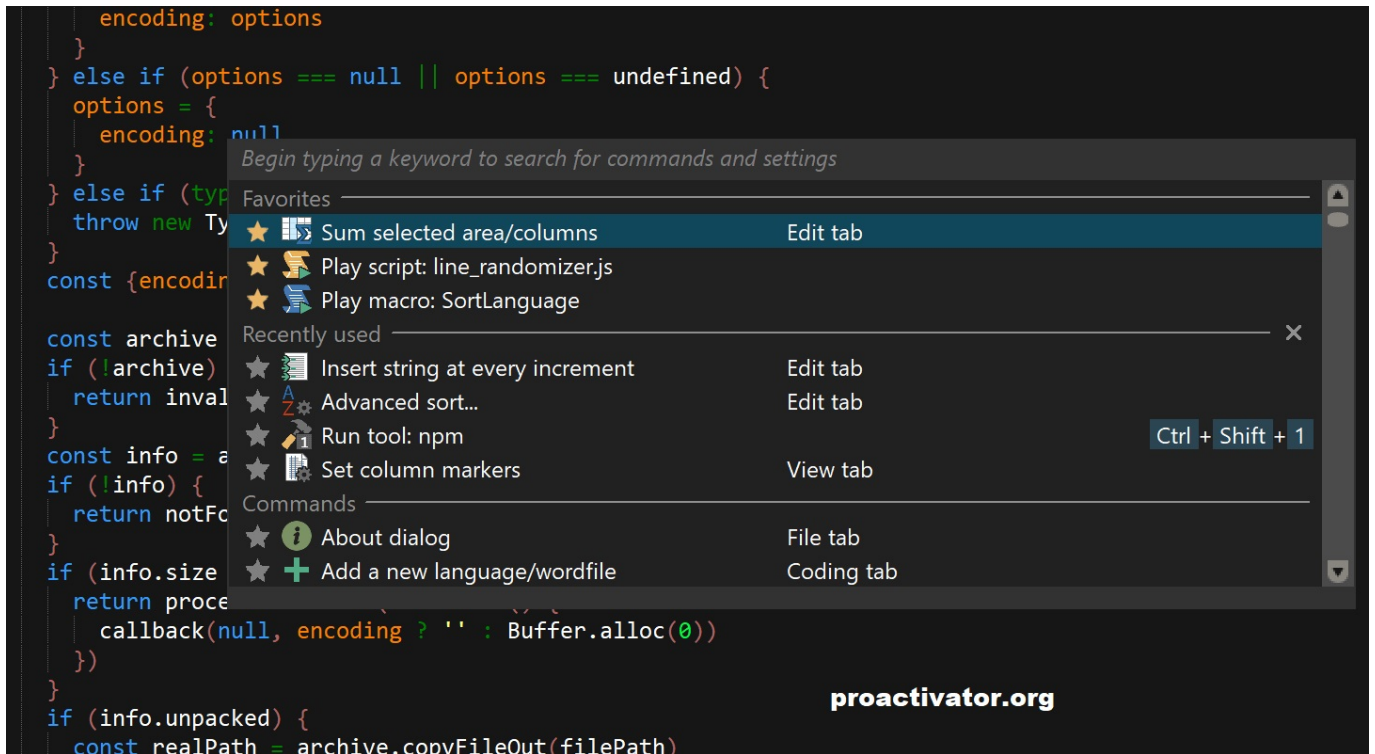 encoding: options
}
} else if (options === null || options === undefined) {
options = {
encoding: null
}
} else if (typ
throw new Ty
}
const {encodin
const archive
if (!archive)
return inval
}
const info = a
if (!info) {
return notFo
}
if (info.size
return proce
Begin typing a keyword to search for commands and settings
Favorites
Sum selected area/columns Edit tab
Play script: line_randomizer.js
Play macro: SortLanguage
Recently used
Insert string at every increment Edit tab
Advanced sort... Edit tab
Run tool: npm Ctrl + Shift + 1
Set column markers View tab
Commands
About dialog File tab
Add a new language/wordfile Coding tab
callback(null, encoding ? '' : Buffer.alloc(0))
})
}
if (info.unpacked) {
const realPath = archive.copyFileOut(filePath)
proactivator.org